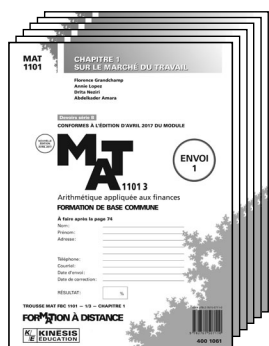 MAT
1101
CHAPITRE 1
SUR LE MARCHÉ DU TRAVAIL
Florence Grandchamp
Annie Lopez
Drita Neziri
Abdelkader Amara
Devoirs série B
CONFORMES À L'ÉDITION D'AVRIL 2017 DU MODULE
MAT
1101 3
ENVOI
1
Arithmétique appliquée aux finances
FORMATION DE BASE COMMUNE
À faire après la page 74
Nom:
Prénom:
Adresse:
Téléphone:
Courriel:
Date d'envoi:
Date de correction:
RÉSULTAT: %
TROUSSE MAT FBC 1101 – 1/3 – CHAPITRE 1
FORMATION À DISTANCE
KE KINESIS
ÉDUCATION
400 1001